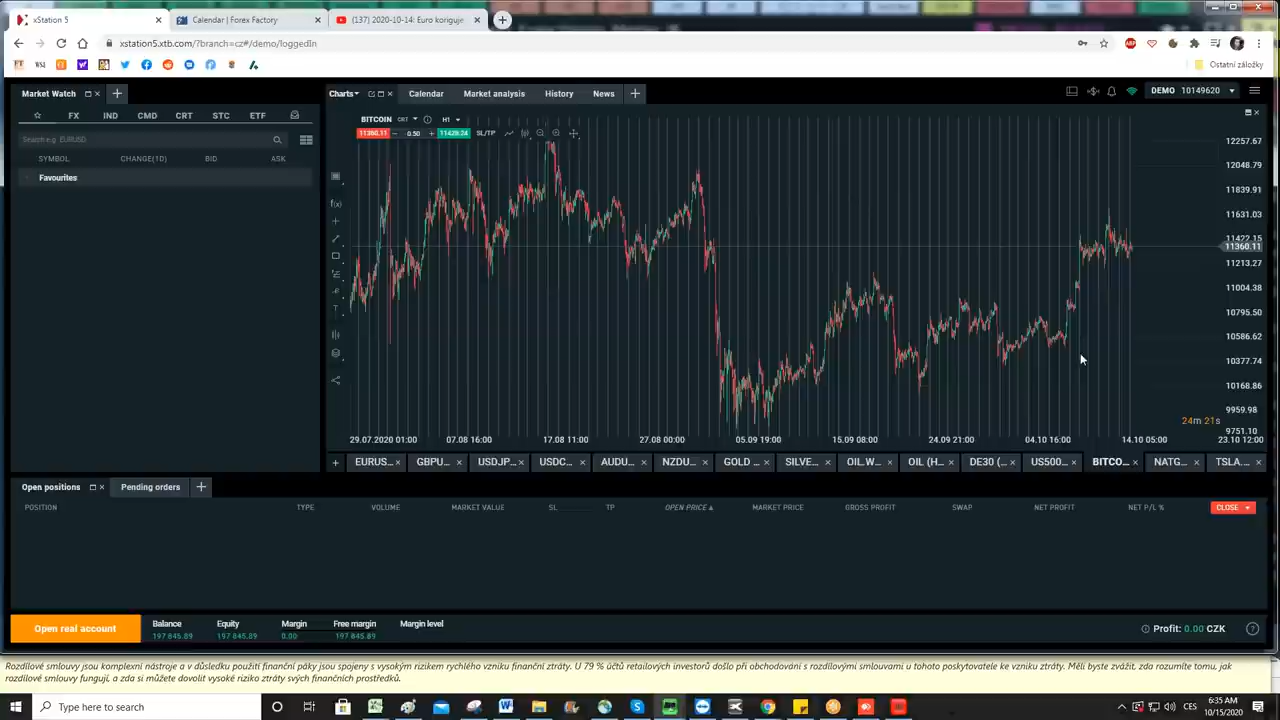 xStation 5
Calendar | Forex Factory
(137) 2020-10-14: Euro koriguje
xstation5.xtb.com/?branch=cz#/demo/loggedIn
Ostatní záložky
Market Watch
Charts
Calendar
Market analysis
History
News
DEMO 10149620
FX IND CMD CRT STC ETF
Search e.g. EURUSD
SYMBOL CHANGE(1D) BID ASK
Favourites
BITCOIN CRT H1
11360.11 0.50 11429.24 SL/TP
12257.67
12048.79
11839.91
11631.03
11422.15
11360.11
11213.27
11004.38
10795.50
10586.62
10377.74
10168.86
9959.98
9751.10
24m 21s
29.07.2020 01:00 07.08 16:00 17.08 11:00 27.08 00:00 05.09 19:00 15.09 08:00 24.09 21:00 04.10 16:00 14.10 05:00 23.10 12:00
EURUS... GBPU... USDJP... USDC... AUDU... NZDU... GOLD ... SILVE... OIL.W... OIL (H... DE30 (... US500... BITCO... NATG... TSLA...
Open positions
Pending orders
POSITION TYPE VOLUME MARKET VALUE SL TP OPEN PRICE MARKET PRICE GROSS PROFIT SWAP NET PROFIT NET P/L % CLOSE
Open real account
Balance Equity Margin Free margin Margin level
197 845.89 197 845.89 0.00 197 845.89
Profit: 0.00 CZK
Rozdílové smlouvy jsou komplexní nástroje a v důsledku použití finanční páky jsou spojeny s vysokým rizikem rychlého vzniku finanční ztráty. U 79 % účtů retailových investorů došlo při obchodování s rozdílovými smlouvami u tohoto poskytovatele ke vzniku ztráty. Měli byste zvážit, zda rozumíte tomu, jak
rozdílové smlouvy fungují, a zda si můžete dovolit vysoké riziko ztráty svých finančních prostředků.
Type here to search
CES
6:35 AM
10/15/2020